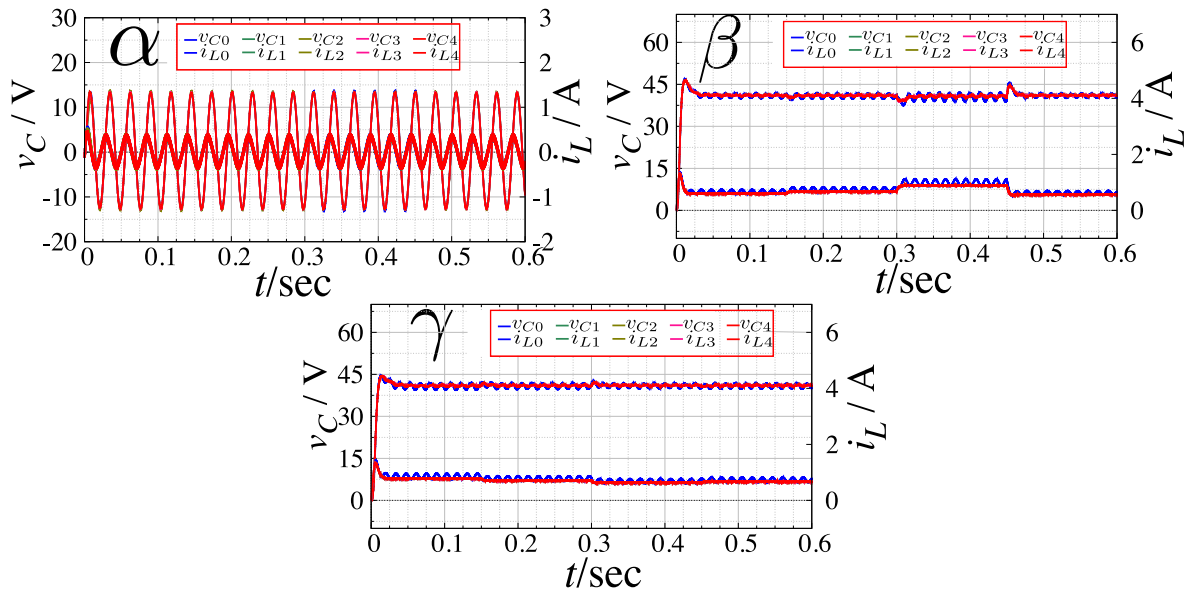 α
v_C0 v_C1 v_C2 v_C3 v_C4
i_L0 i_L1 i_L2 i_L3 i_L4
30
20
10
0
-10
-20
v_C / V
3
2
1
0
-1
-2
i_L / A
0 0.1 0.2 0.3 0.4 0.5 0.6
t/sec
β
v_C0 v_C1 v_C2 v_C3 v_C4
i_L0 i_L1 i_L2 i_L3 i_L4
60
45
30
15
0
v_C / V
6
4
2
0
i_L / A
0 0.1 0.2 0.3 0.4 0.5 0.6
t/sec
γ
v_C0 v_C1 v_C2 v_C3 v_C4
i_L0 i_L1 i_L2 i_L3 i_L4
60
45
30
15
0
v_C / V
6
4
2
0
i_L / A
0 0.1 0.2 0.3 0.4 0.5 0.6
t/sec